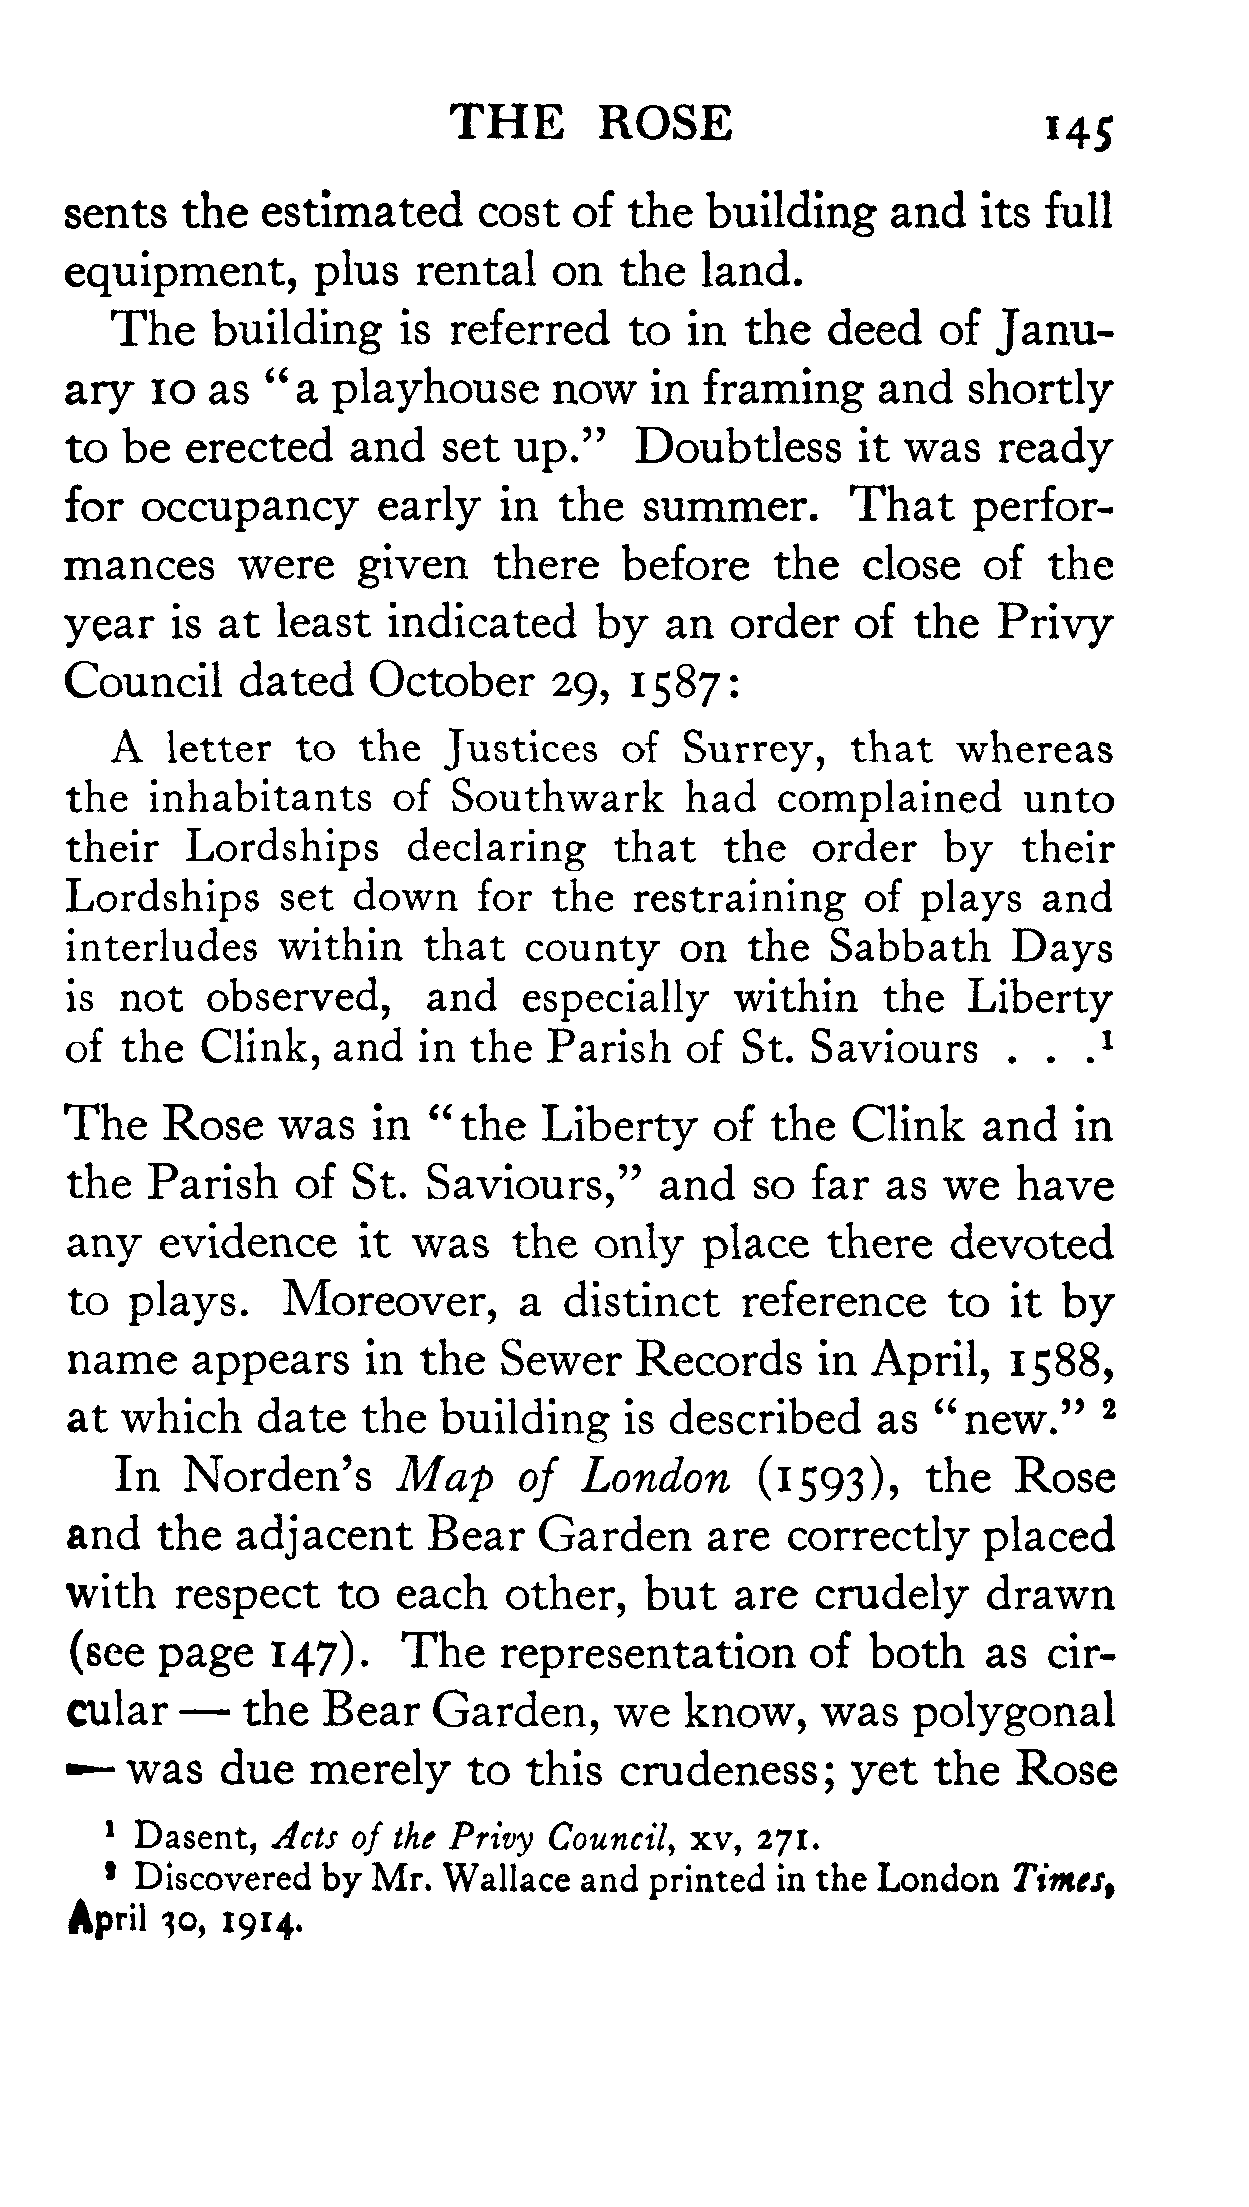 THE ROSE 145
sents the estimated cost of the building and its full
equipment, plus rental on the land.
The building is referred to in the deed of Janu-
ary 10 as “a playhouse now in framing and shortly
to be erected and set up.” Doubtless it was ready
for occupancy early in the summer. That perfor-
mances were given there before the close of the
year is at least indicated by an order of the Privy
Council dated October 29, 1587:
A letter to the Justices of Surrey, that whereas
the inhabitants of Southwark had complained unto
their Lordships declaring that the order by their
Lordships set down for the restraining of plays and
interludes within that county on the Sabbath Days
is not observed, and especially within the Liberty
of the Clink, and in the Parish of St. Saviours . . .¹
The Rose was in “the Liberty of the Clink and in
the Parish of St. Saviours,” and so far as we have
any evidence it was the only place there devoted
to plays. Moreover, a distinct reference to it by
name appears in the Sewer Records in April, 1588,
at which date the building is described as “new.” ²
In Norden’s Map of London (1593), the Rose
and the adjacent Bear Garden are correctly placed
with respect to each other, but are crudely drawn
(see page 147). The representation of both as cir-
cular — the Bear Garden, we know, was polygonal
— was due merely to this crudeness; yet the Rose
¹ Dasent, Acts of the Privy Council, xv, 271.
² Discovered by Mr. Wallace and printed in the London Times,
April 30, 1914.